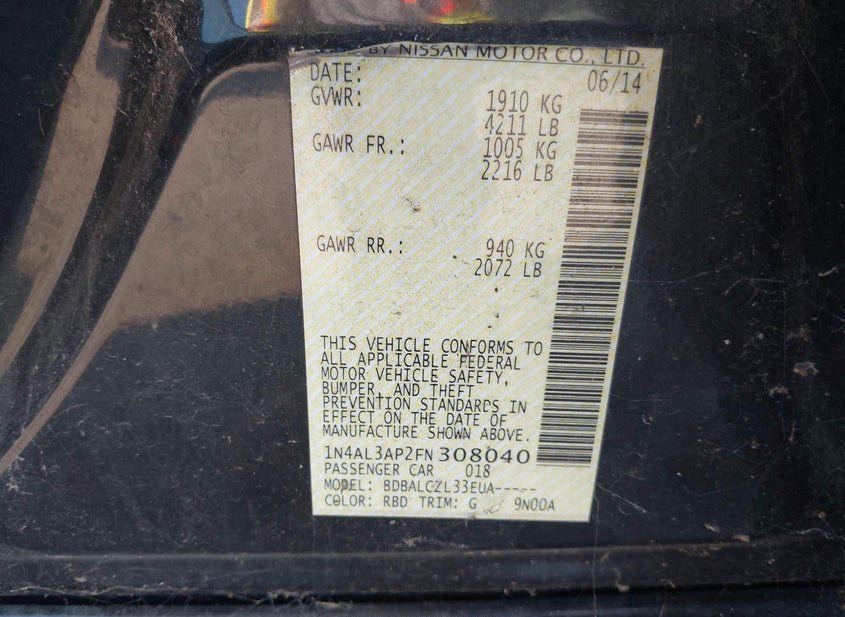 BY NISSAN MOTOR CO., LTD.
DATE: 06/14
GVWR: 1910 KG
4211 LB
GAWR FR.: 1005 KG
2216 LB
GAWR RR.: 940 KG
2072 LB
THIS VEHICLE CONFORMS TO
ALL APPLICABLE FEDERAL
MOTOR VEHICLE SAFETY,
BUMPER, AND THEFT
PREVENTION STANDARDS IN
EFFECT ON THE DATE OF
MANUFACTURE SHOWN ABOVE.
1N4AL3AP2FN 308040
PASSENGER CAR 018
MODEL: BDBALCZL33EUA-----
COLOR: RBD TRIM: G 9N00A